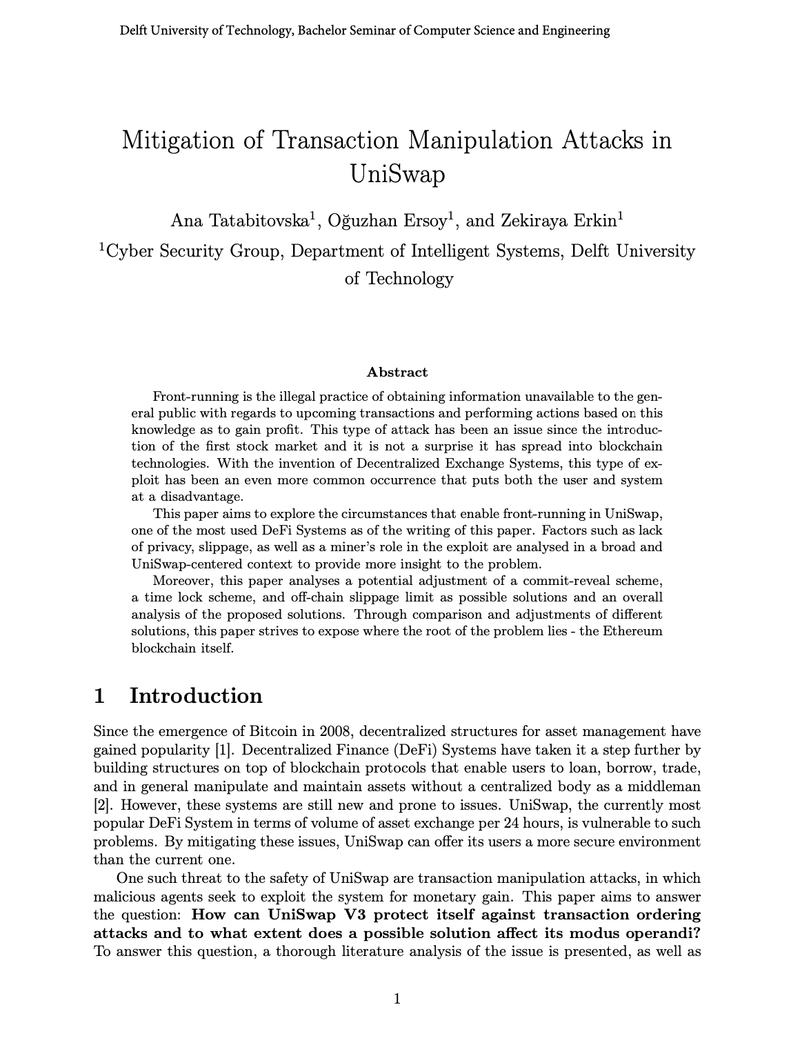 Delft University of Technology, Bachelor Seminar of Computer Science and Engineering
Mitigation of Transaction Manipulation Attacks in
UniSwap
Ana Tatabitovska¹, Oğuzhan Ersoy¹, and Zekiraya Erkin¹
¹Cyber Security Group, Department of Intelligent Systems, Delft University
of Technology
Abstract
Front-running is the illegal practice of obtaining information unavailable to the gen-
eral public with regards to upcoming transactions and performing actions based on this
knowledge as to gain profit. This type of attack has been an issue since the introduc-
tion of the first stock market and it is not a surprise it has spread into blockchain
technologies. With the invention of Decentralized Exchange Systems, this type of ex-
ploit has been an even more common occurrence that puts both the user and system
at a disadvantage.
This paper aims to explore the circumstances that enable front-running in UniSwap,
one of the most used DeFi Systems as of the writing of this paper. Factors such as lack
of privacy, slippage, as well as a miner's role in the exploit are analysed in a broad and
UniSwap-centered context to provide more insight to the problem.
Moreover, this paper analyses a potential adjustment of a commit-reveal scheme,
a time lock scheme, and off-chain slippage limit as possible solutions and an overall
analysis of the proposed solutions. Through comparison and adjustments of different
solutions, this paper strives to expose where the root of the problem lies - the Ethereum
blockchain itself.
1 Introduction
Since the emergence of Bitcoin in 2008, decentralized structures for asset management have
gained popularity [1]. Decentralized Finance (DeFi) Systems have taken it a step further by
building structures on top of blockchain protocols that enable users to loan, borrow, trade,
and in general manipulate and maintain assets without a centralized body as a middleman
[2]. However, these systems are still new and prone to issues. UniSwap, the currently most
popular DeFi System in terms of volume of asset exchange per 24 hours, is vulnerable to such
problems. By mitigating these issues, UniSwap can offer its users a more secure environment
than the current one.
One such threat to the safety of UniSwap are transaction manipulation attacks, in which
malicious agents seek to exploit the system for monetary gain. This paper aims to answer
the question: How can UniSwap V3 protect itself against transaction ordering
attacks and to what extent does a possible solution affect its modus operandi?
To answer this question, a thorough literature analysis of the issue is presented, as well as
1